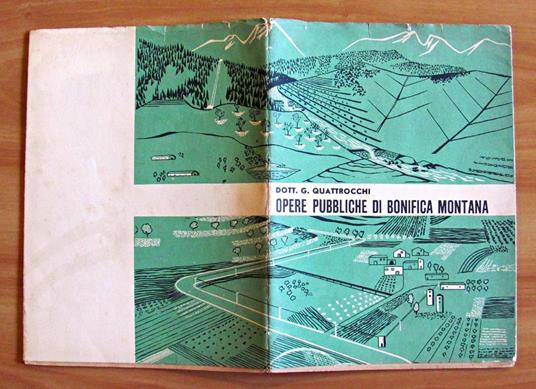 DOTT. G. QUATTROCCHI
OPERE PUBBLICHE DI BONIFICA MONTANA